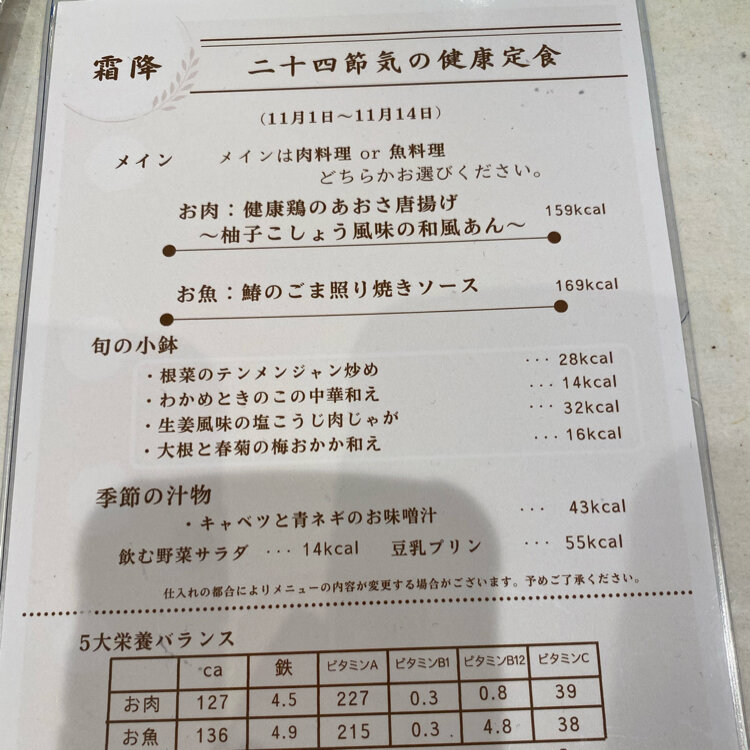 霜降
二十四節気の健康定食
（11月1日〜11月14日）
メイン　メインは肉料理 or 魚料理
どちらかお選びください。
お肉：健康鶏のあおさ唐揚げ 159kcal
〜柚子こしょう風味の和風あん〜
お魚：鰆のごま照り焼きソース 169kcal
旬の小鉢
・根菜のテンメンジャン炒め ・・・ 28kcal
・わかめときのこの中華和え ・・・ 14kcal
・生姜風味の塩こうじ肉じゃが ・・・ 32kcal
・大根と春菊の梅おかか和え ・・・ 16kcal
季節の汁物
・キャベツと青ネギのお味噌汁 ・・・ 43kcal
飲む野菜サラダ ・・・ 14kcal 豆乳プリン ・・・ 55kcal
仕入れの都合によりメニューの内容が変更する場合がございます。予めご了承ください。
5大栄養バランス
ca 鉄 ビタミンA ビタミンB1 ビタミンB12 ビタミンC
お肉 127 4.5 227 0.3 0.8 39
お魚 136 4.9 215 0.3 4.8 38